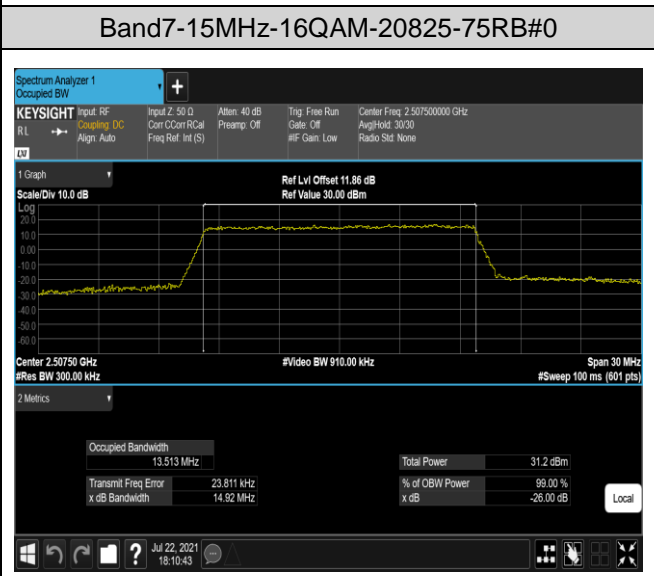 Band7-15MHz-16QAM-20825-75RB#0
Spectrum Analyzer 1
Occupied BW
+
KEYSIGHT
RL
LXI
Input: RF
Coupling: DC
Align: Auto
Input Z: 50 Ω
Corr CCorr RCal
Freq Ref: Int (S)
Atten: 40 dB
Preamp: Off
Trig: Free Run
Gate: Off
#IF Gain: Low
Center Freq: 2.507500000 GHz
Avg|Hold: 30/30
Radio Std: None
1 Graph
Scale/Div 10.0 dB
Ref Lvl Offset 11.86 dB
Ref Value 30.00 dBm
Log
20.0
10.0
0.00
-10.0
-20.0
-30.0
-40.0
-50.0
-60.0
Center 2.50750 GHz
#Res BW 300.00 kHz
#Video BW 910.00 kHz
Span 30 MHz
#Sweep 100 ms (601 pts)
2 Metrics
Occupied Bandwidth
13.513 MHz
Transmit Freq Error 23.811 kHz
x dB Bandwidth 14.92 MHz
Total Power 31.2 dBm
% of OBW Power 99.00 %
x dB -26.00 dB
Local
?
Jul 22, 2021
18:10:43